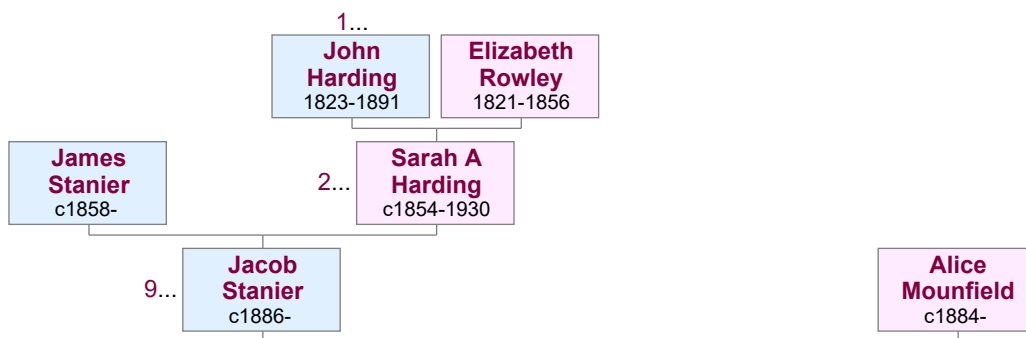 1...
John
Harding
1823-1891
Elizabeth
Rowley
1821-1856
James
Stanier
c1858-
2...
Sarah A
Harding
c1854-1930
9...
Jacob
Stanier
c1886-
Alice
Mounfield
c1884-